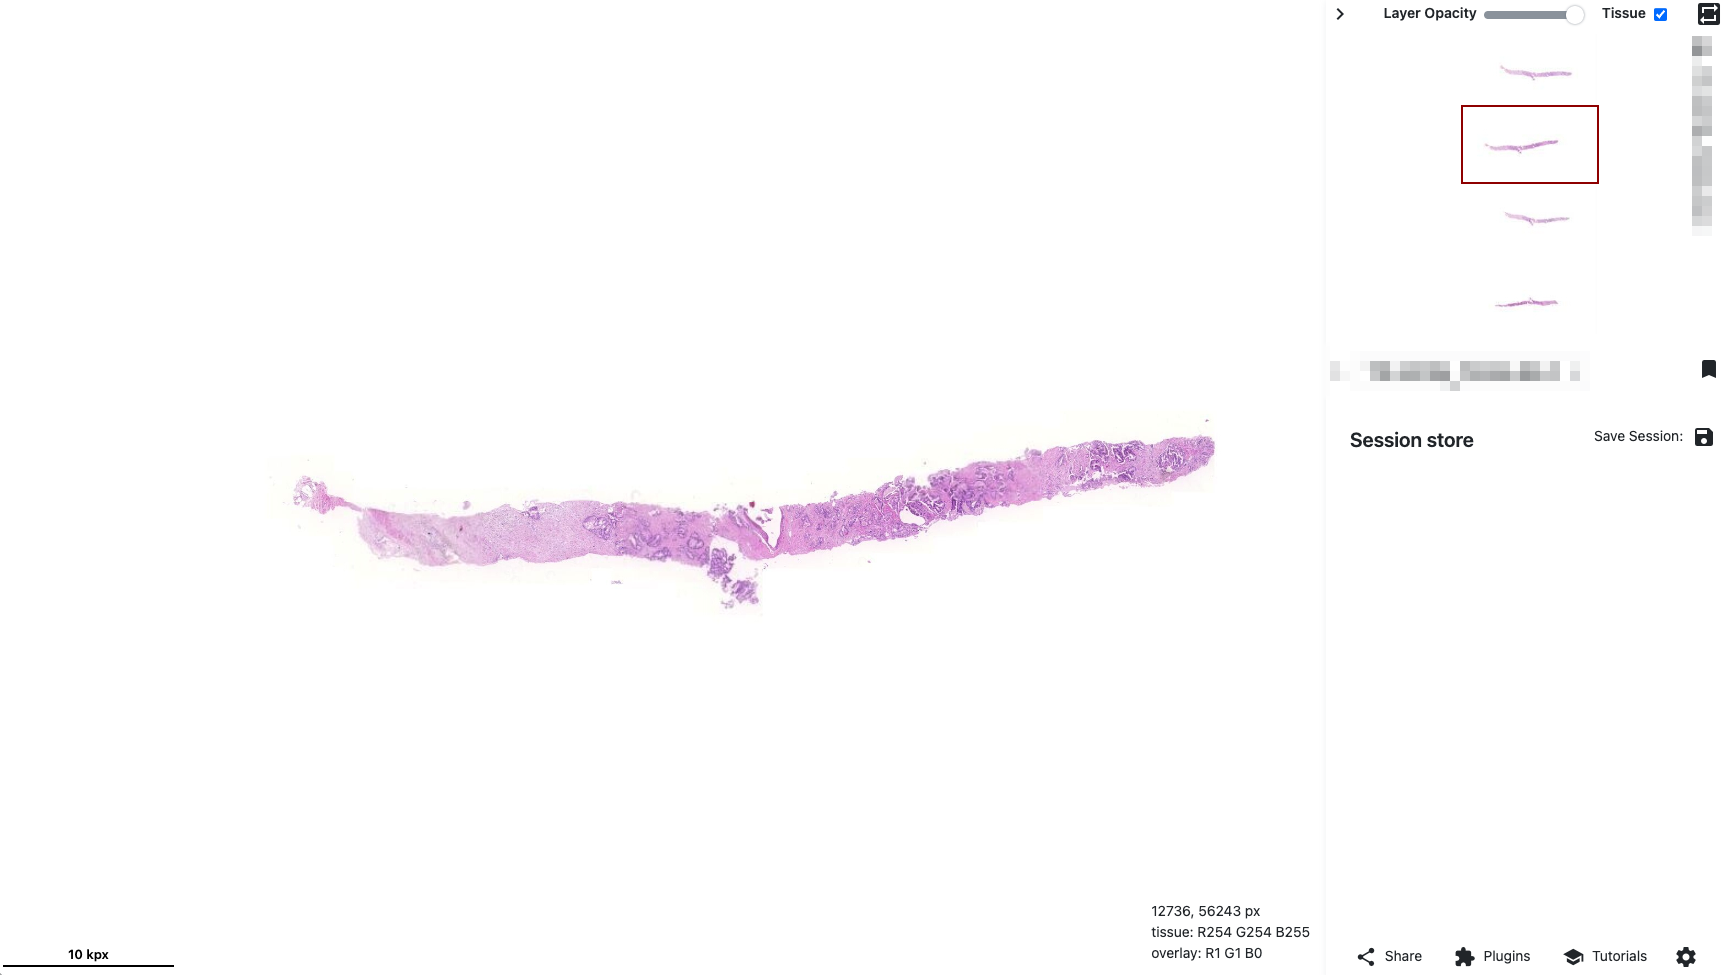 Layer Opacity
Tissue
Session store
Save Session:
12736, 56243 px
tissue: R254 G254 B255
overlay: R1 G1 B0
10 kpx
Share
Plugins
Tutorials